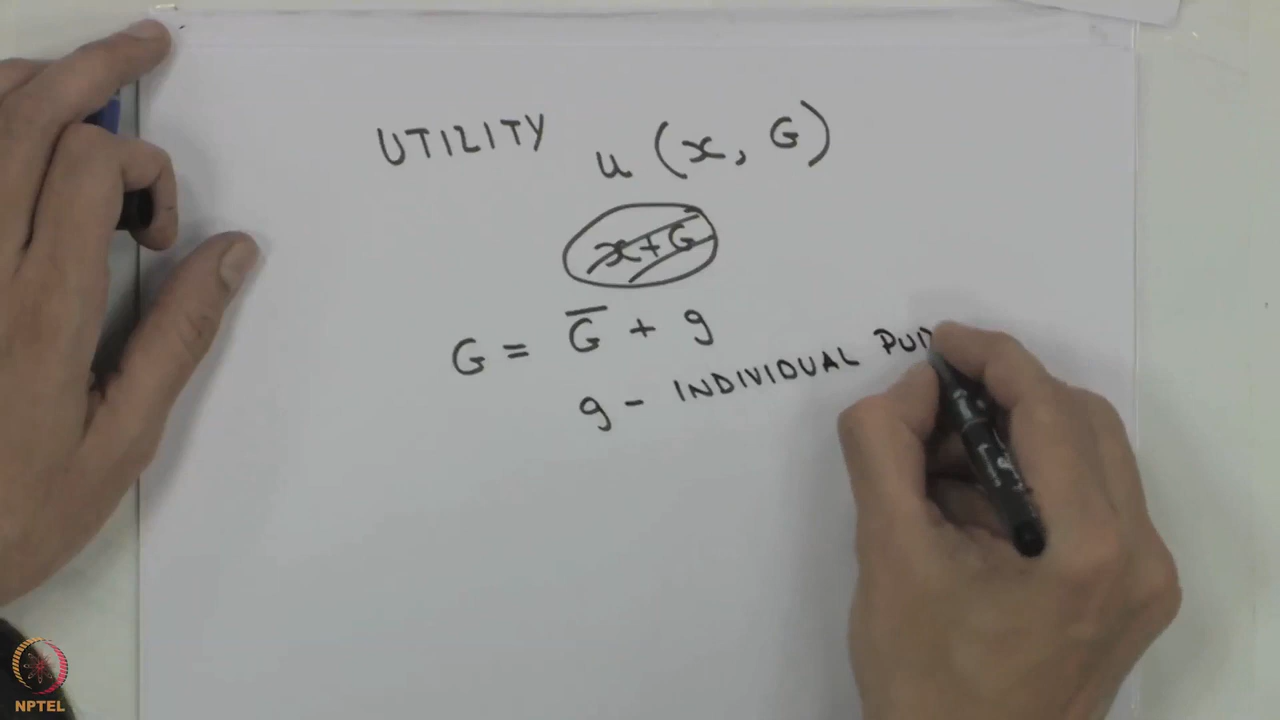 UTILITY u (x, G)
x+G
G = G̅ + g
g - INDIVIDUAL
NPTEL